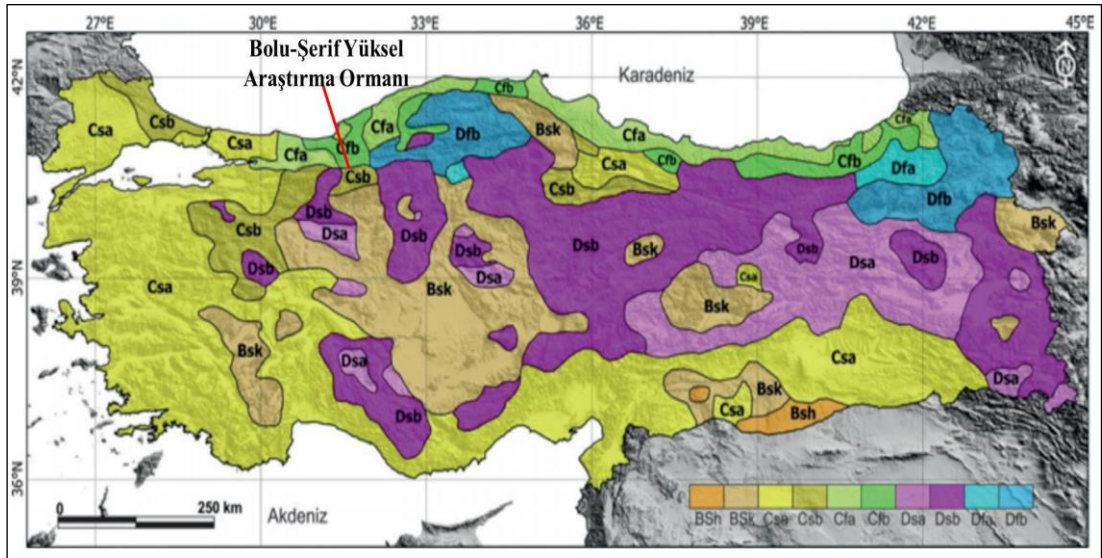 27°E 30°E 33°E 36°E 39°E 42°E 45°E
Bolu-Şerif Yüksel
Araştırma Ormanı
Karadeniz
42°N
39°N
36°N
N
Csa
Csb
Csa
Cfa
Cfb
Cfa
Dfb
Cfb
Bsk
Cfa
Csa
Cfb
Csb
Cfb
Cfa
Dfa
Dfb
Bsk
Csb
Dsb
Dsa
Csb
Dsb
Dsb
Dsb
Dsa
Dsb
Bsk
Dsb
Dsa
Dsb
Csa
Csa
Bsk
Bsk
Bsk
Dsa
Dsb
Csa
Bsk
Csa
Bsh
Dsa
0 250 km
Akdeniz
BSh BSk Csa Csb Cfa Cfb Dsa Dsb Dfa Dfb